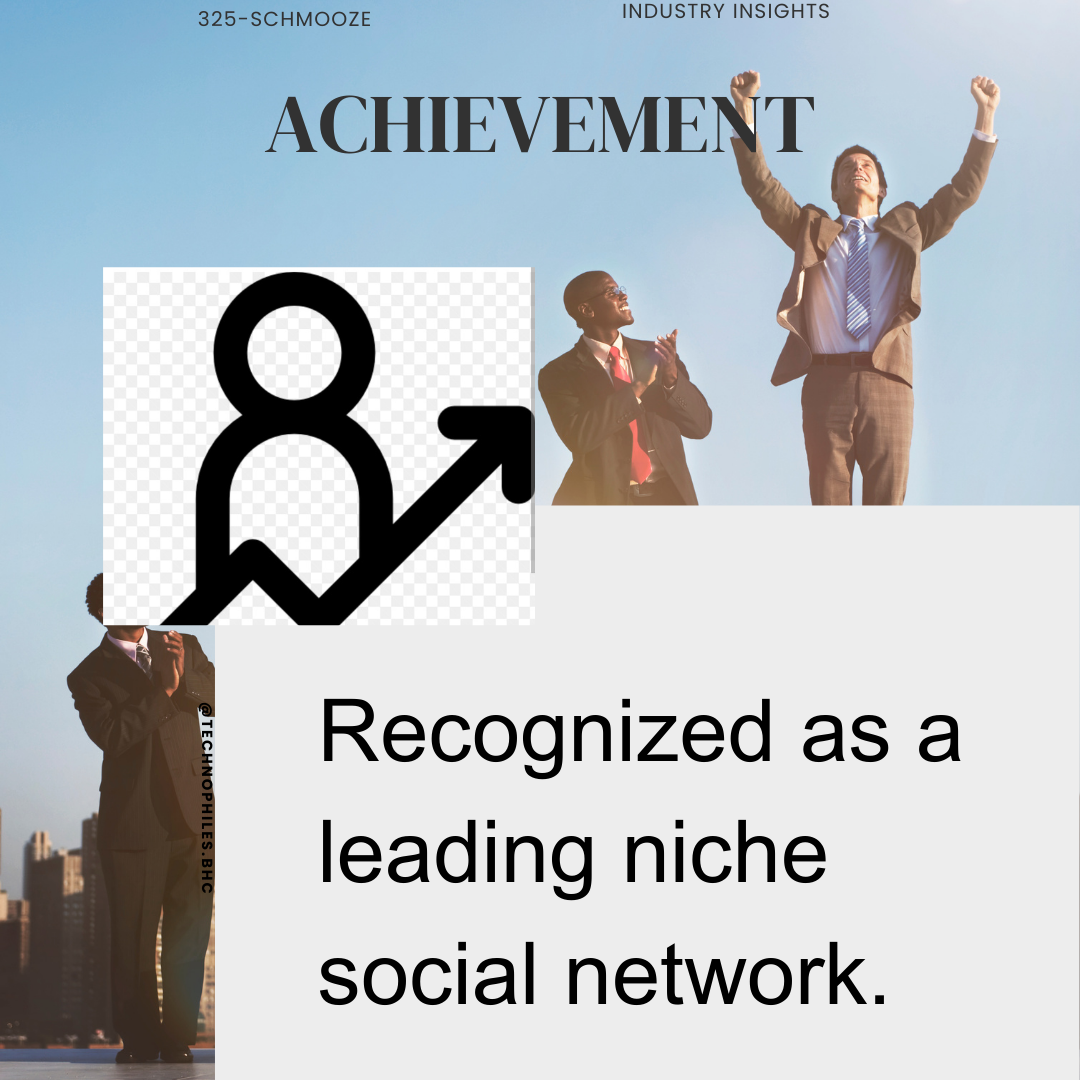 325-SCHMOOZE
INDUSTRY INSIGHTS
ACHIEVEMENT
@TECHNOPHILES.BHC
Recognized as a
leading niche
social network.